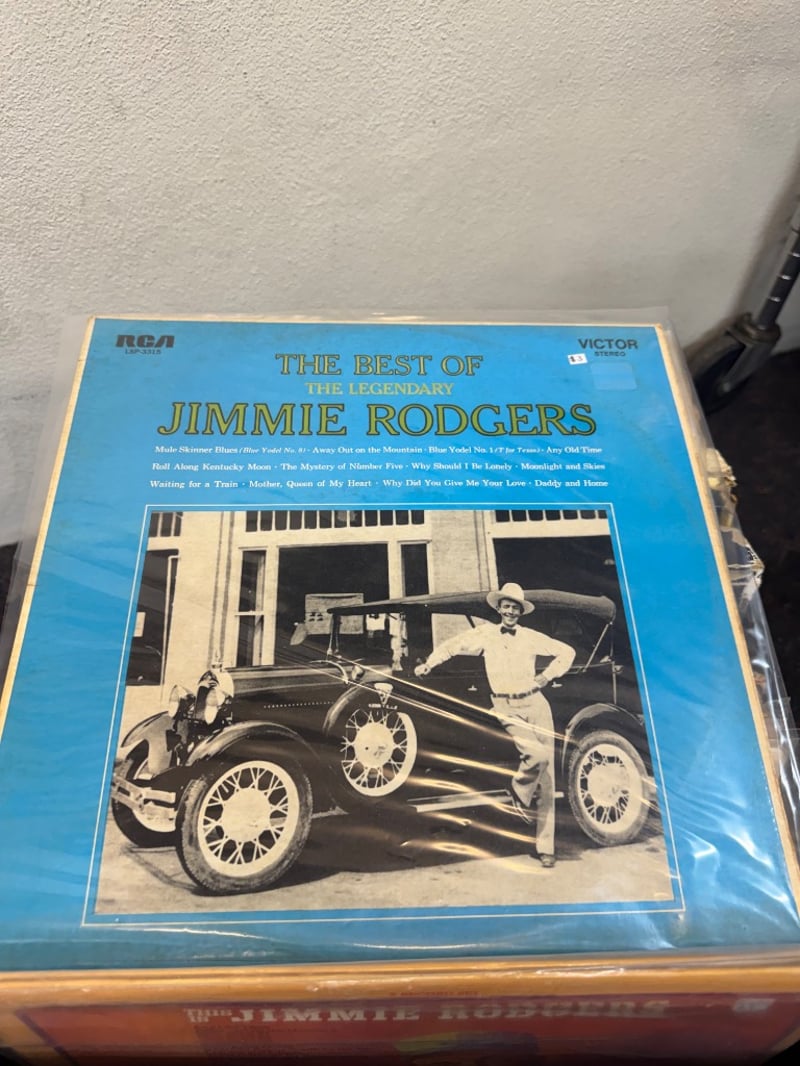 RCA
LSP-3315
VICTOR
STEREO
$3
THE BEST OF
THE LEGENDARY
JIMMIE RODGERS
Mule Skinner Blues (Blue Yodel No. 8) · Away Out on the Mountain · Blue Yodel No. 1 (T for Texas) · Any Old Time
Roll Along Kentucky Moon · The Mystery of Number Five · Why Should I Be Lonely · Moonlight and Skies
Waiting for a Train · Mother, Queen of My Heart · Why Did You Give Me Your Love · Daddy and Home
THIS IS JIMMIE RODGERS